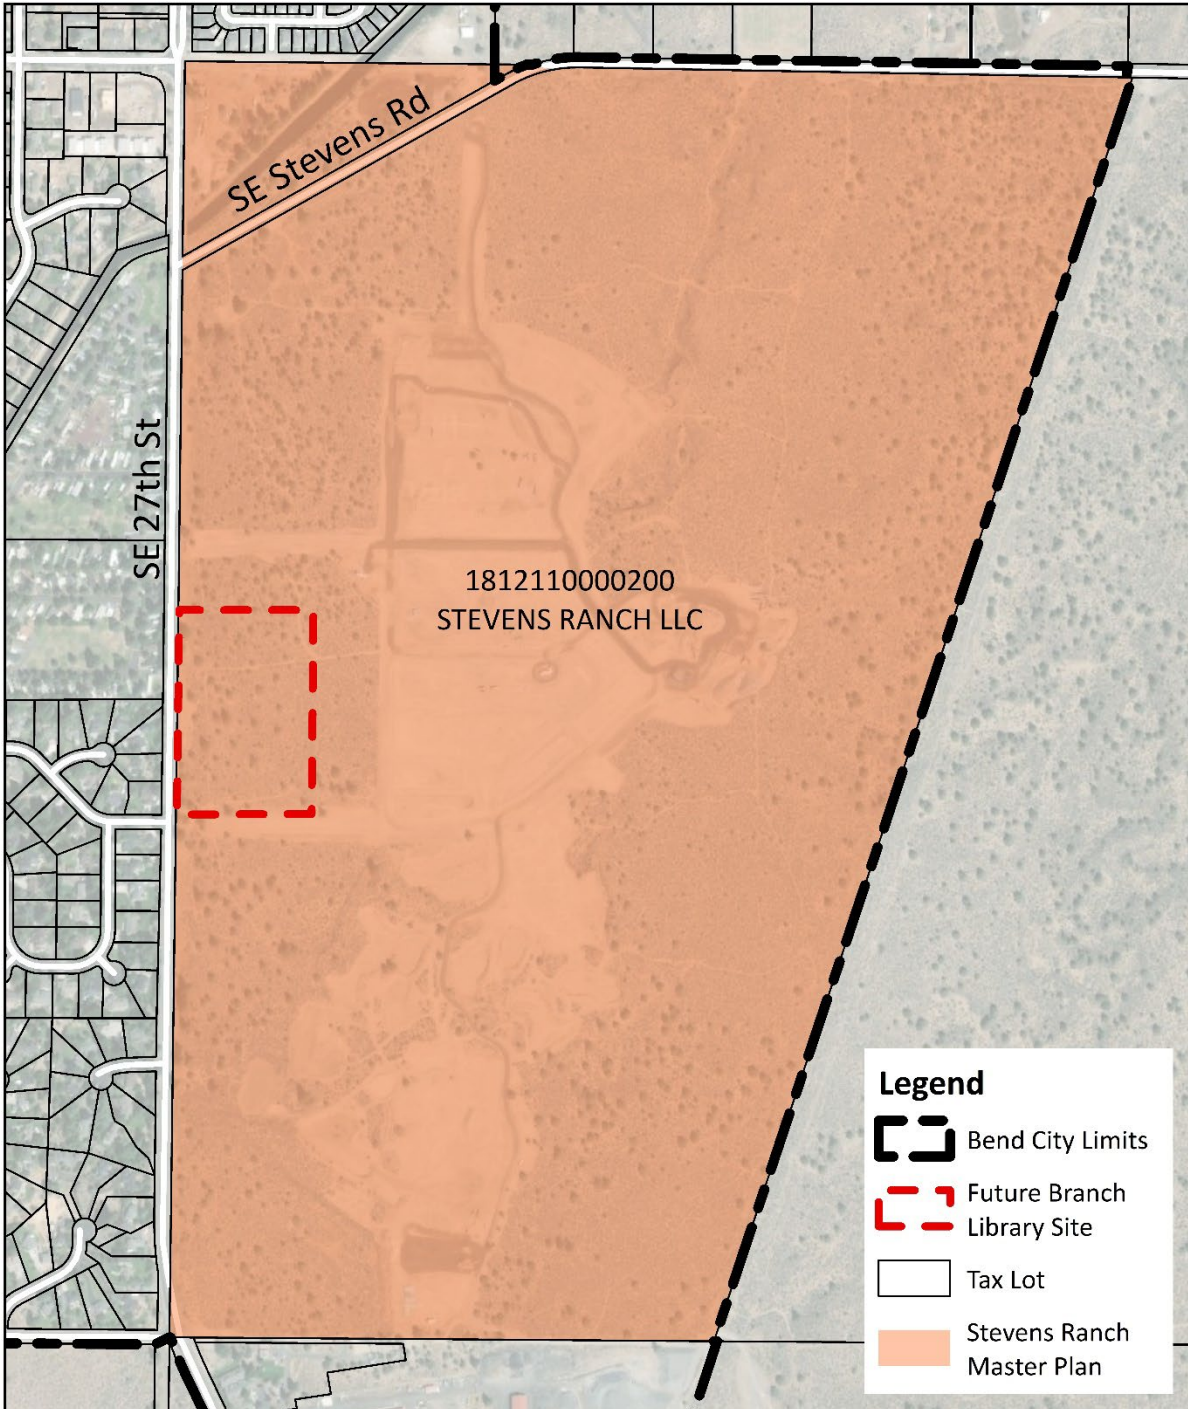 SE Stevens Rd
SE 27th St
1812110000200
STEVENS RANCH LLC
Legend
Bend City Limits
Future Branch
Library Site
Tax Lot
Stevens Ranch
Master Plan